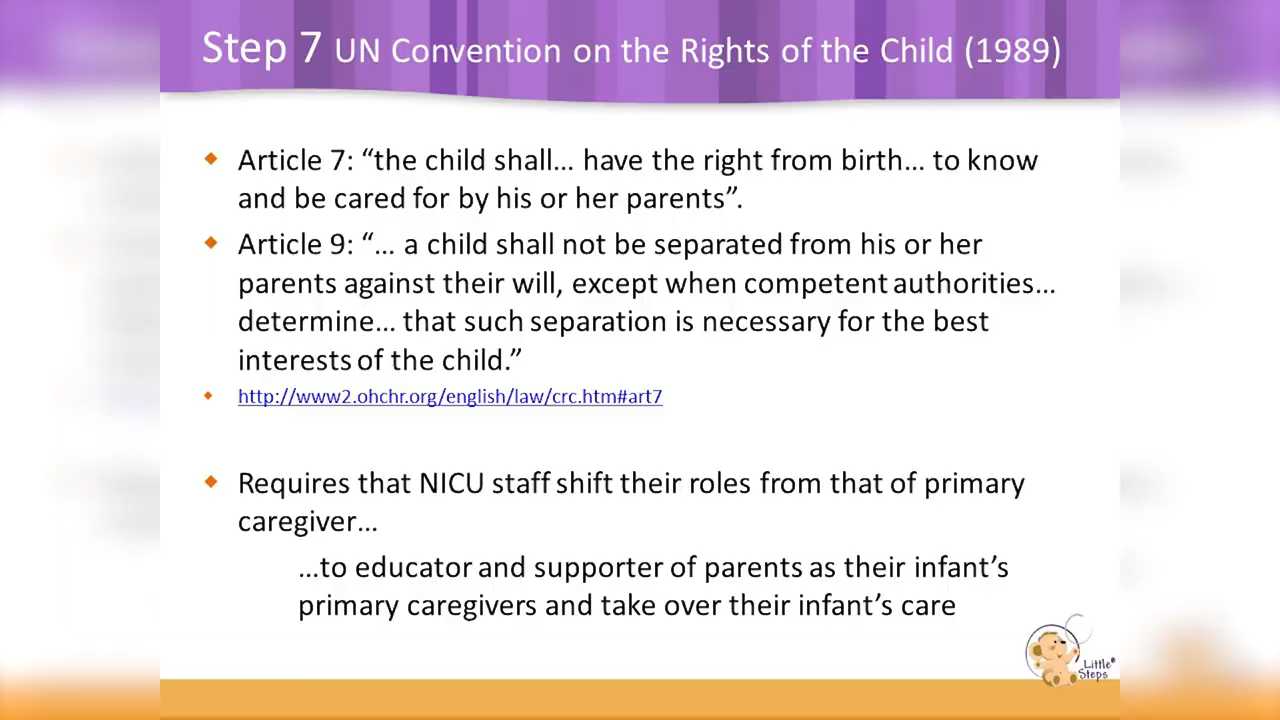 Step 7 UN Convention on the Rights of the Child (1989)
Article 7: “the child shall… have the right from birth… to know
and be cared for by his or her parents”.
Article 9: “… a child shall not be separated from his or her
parents against their will, except when competent authorities…
determine… that such separation is necessary for the best
interests of the child.”
http://www2.ohchr.org/english/law/crc.htm#art7
Requires that NICU staff shift their roles from that of primary
caregiver…
…to educator and supporter of parents as their infant’s
primary caregivers and take over their infant’s care
Little®
Steps